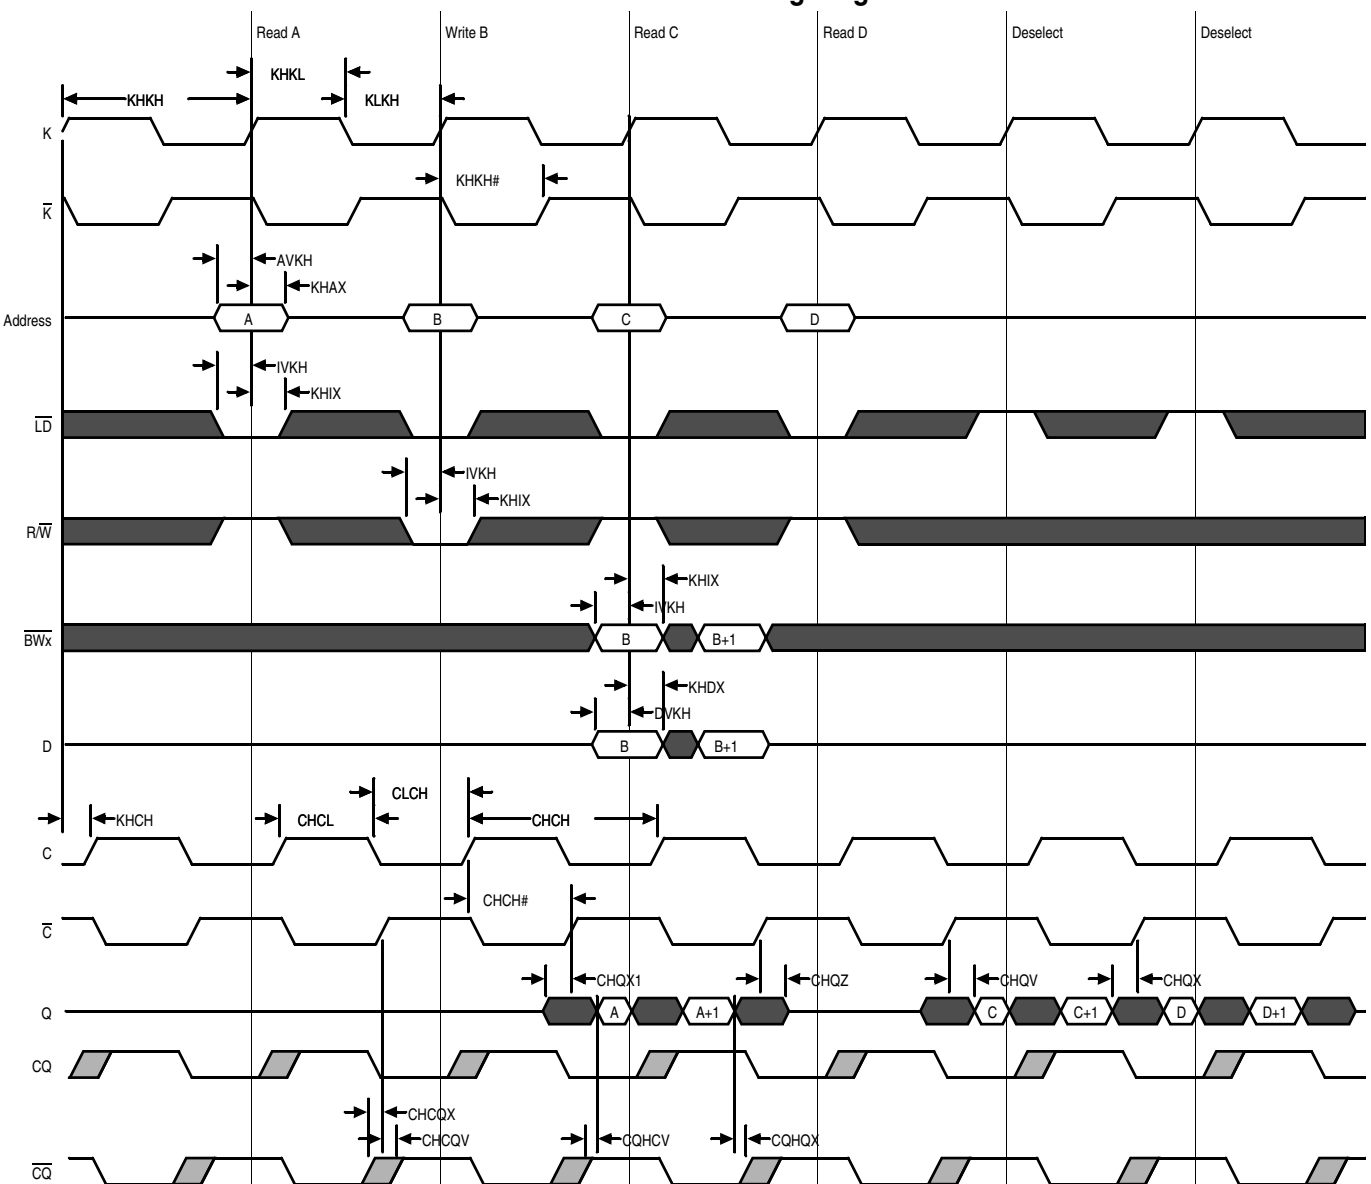 Read A Write B Read C Read D Deselect Deselect
KHKL
KHKH KLKH
K
KHKH#
K
AVKH
KHAX
Address A B C D
IVKH
KHIX
LD
IVKH
KHIX
R/W
KHIX
IVKH
BWx B B+1
KHDX
DVKH
D B B+1
CLCH
KHCH CHCL CHCH
C
CHCH#
C
CHQX1 CHQZ CHQV CHQX
Q A A+1 C C+1 D D+1
CQ
CHCQX
CHCQV CQHCV CQHQX
CQ